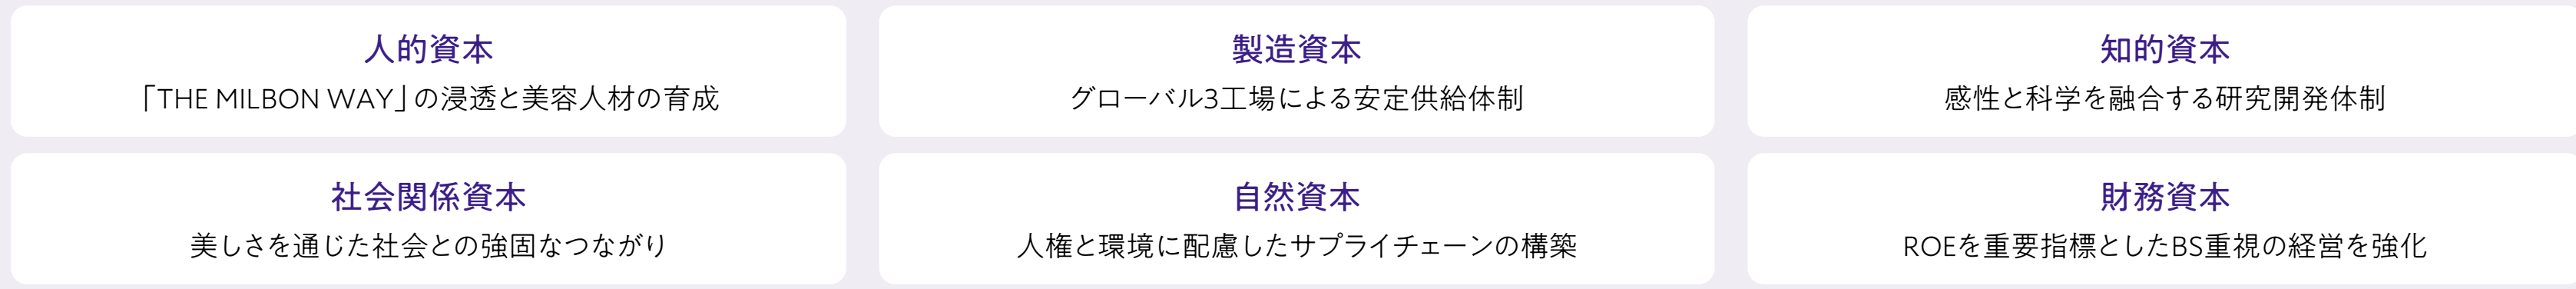 人的資本
「THE MILBON WAY」の浸透と美容人材の育成
製造資本
グローバル3工場による安定供給体制
知的資本
感性と科学を融合する研究開発体制
社会関係資本
美しさを通じた社会との強固なつながり
自然資本
人権と環境に配慮したサプライチェーンの構築
財務資本
ROEを重要指標としたBS重視の経営を強化